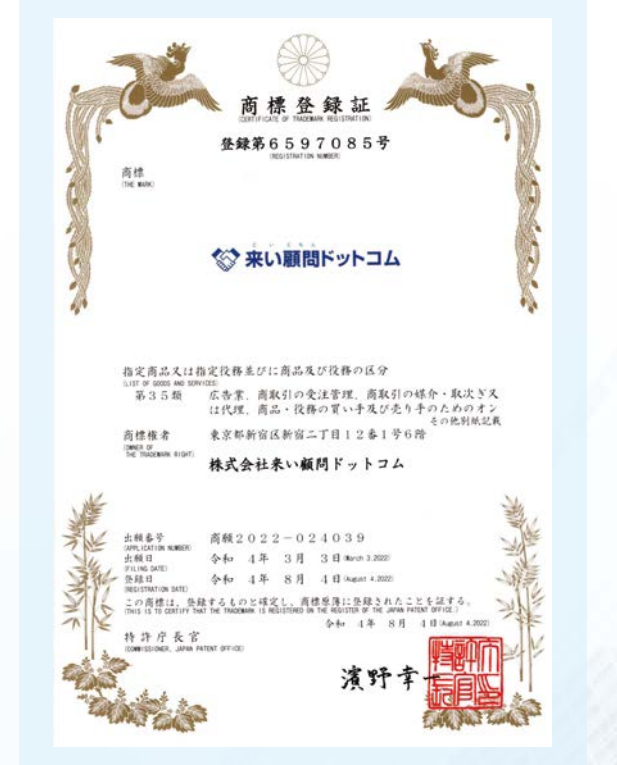 商標登録証
(CERTIFICATE OF TRADEMARK REGISTRATION)
登録第6597085号
(REGISTRATION NUMBER)
商標
(THE MARK)
来い顧問ドットコム
指定商品又は指定役務並びに商品及び役務の区分
(LIST OF GOODS AND SERVICES)
第35類 広告業，商取引の受注管理，商取引の媒介・取次ぎ又
は代理，商品・役務の買い手及び売り手のためのオン
その他別紙記載
商標権者 東京都新宿区新宿二丁目12番1号6階
(OWNER OF
THE TRADEMARK RIGHT)
株式会社来い顧問ドットコム
出願番号 商願2022-024039
(APPLICATION NUMBER)
出願日 令和 4年 3月 3日(March 3.2022)
(FILING DATE)
登録日 令和 4年 8月 4日(August 4.2022)
(REGISTRATION DATE)
この商標は，登録するものと確定し，商標原簿に登録されたことを証する。
(THIS IS TO CERTIFY THAT THE TRADEMARK IS REGISTERED ON THE REGISTER OF THE JAPAN PATENT OFFICE.)
令和 4年 8月 4日(August 4.2022)
特許庁長官
(COMMISSIONER, JAPAN PATENT OFFICE)
濱野幸一